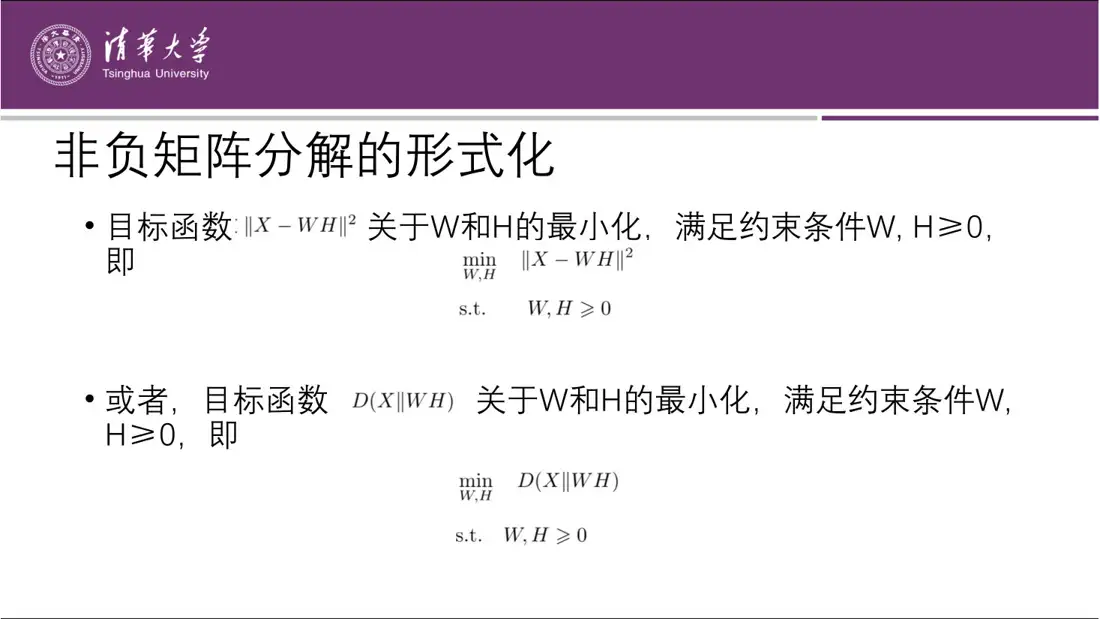 清华大学
Tsinghua University
非负矩阵分解的形式化
• 目标函数: ‖X − WH‖² 关于W和H的最小化，满足约束条件W, H≥0，
即
min W,H ‖X − WH‖²
s.t. W, H ⩾ 0
• 或者，目标函数 D(X‖WH) 关于W和H的最小化，满足约束条件W,
H≥0，即
min W,H D(X‖WH)
s.t. W, H ⩾ 0